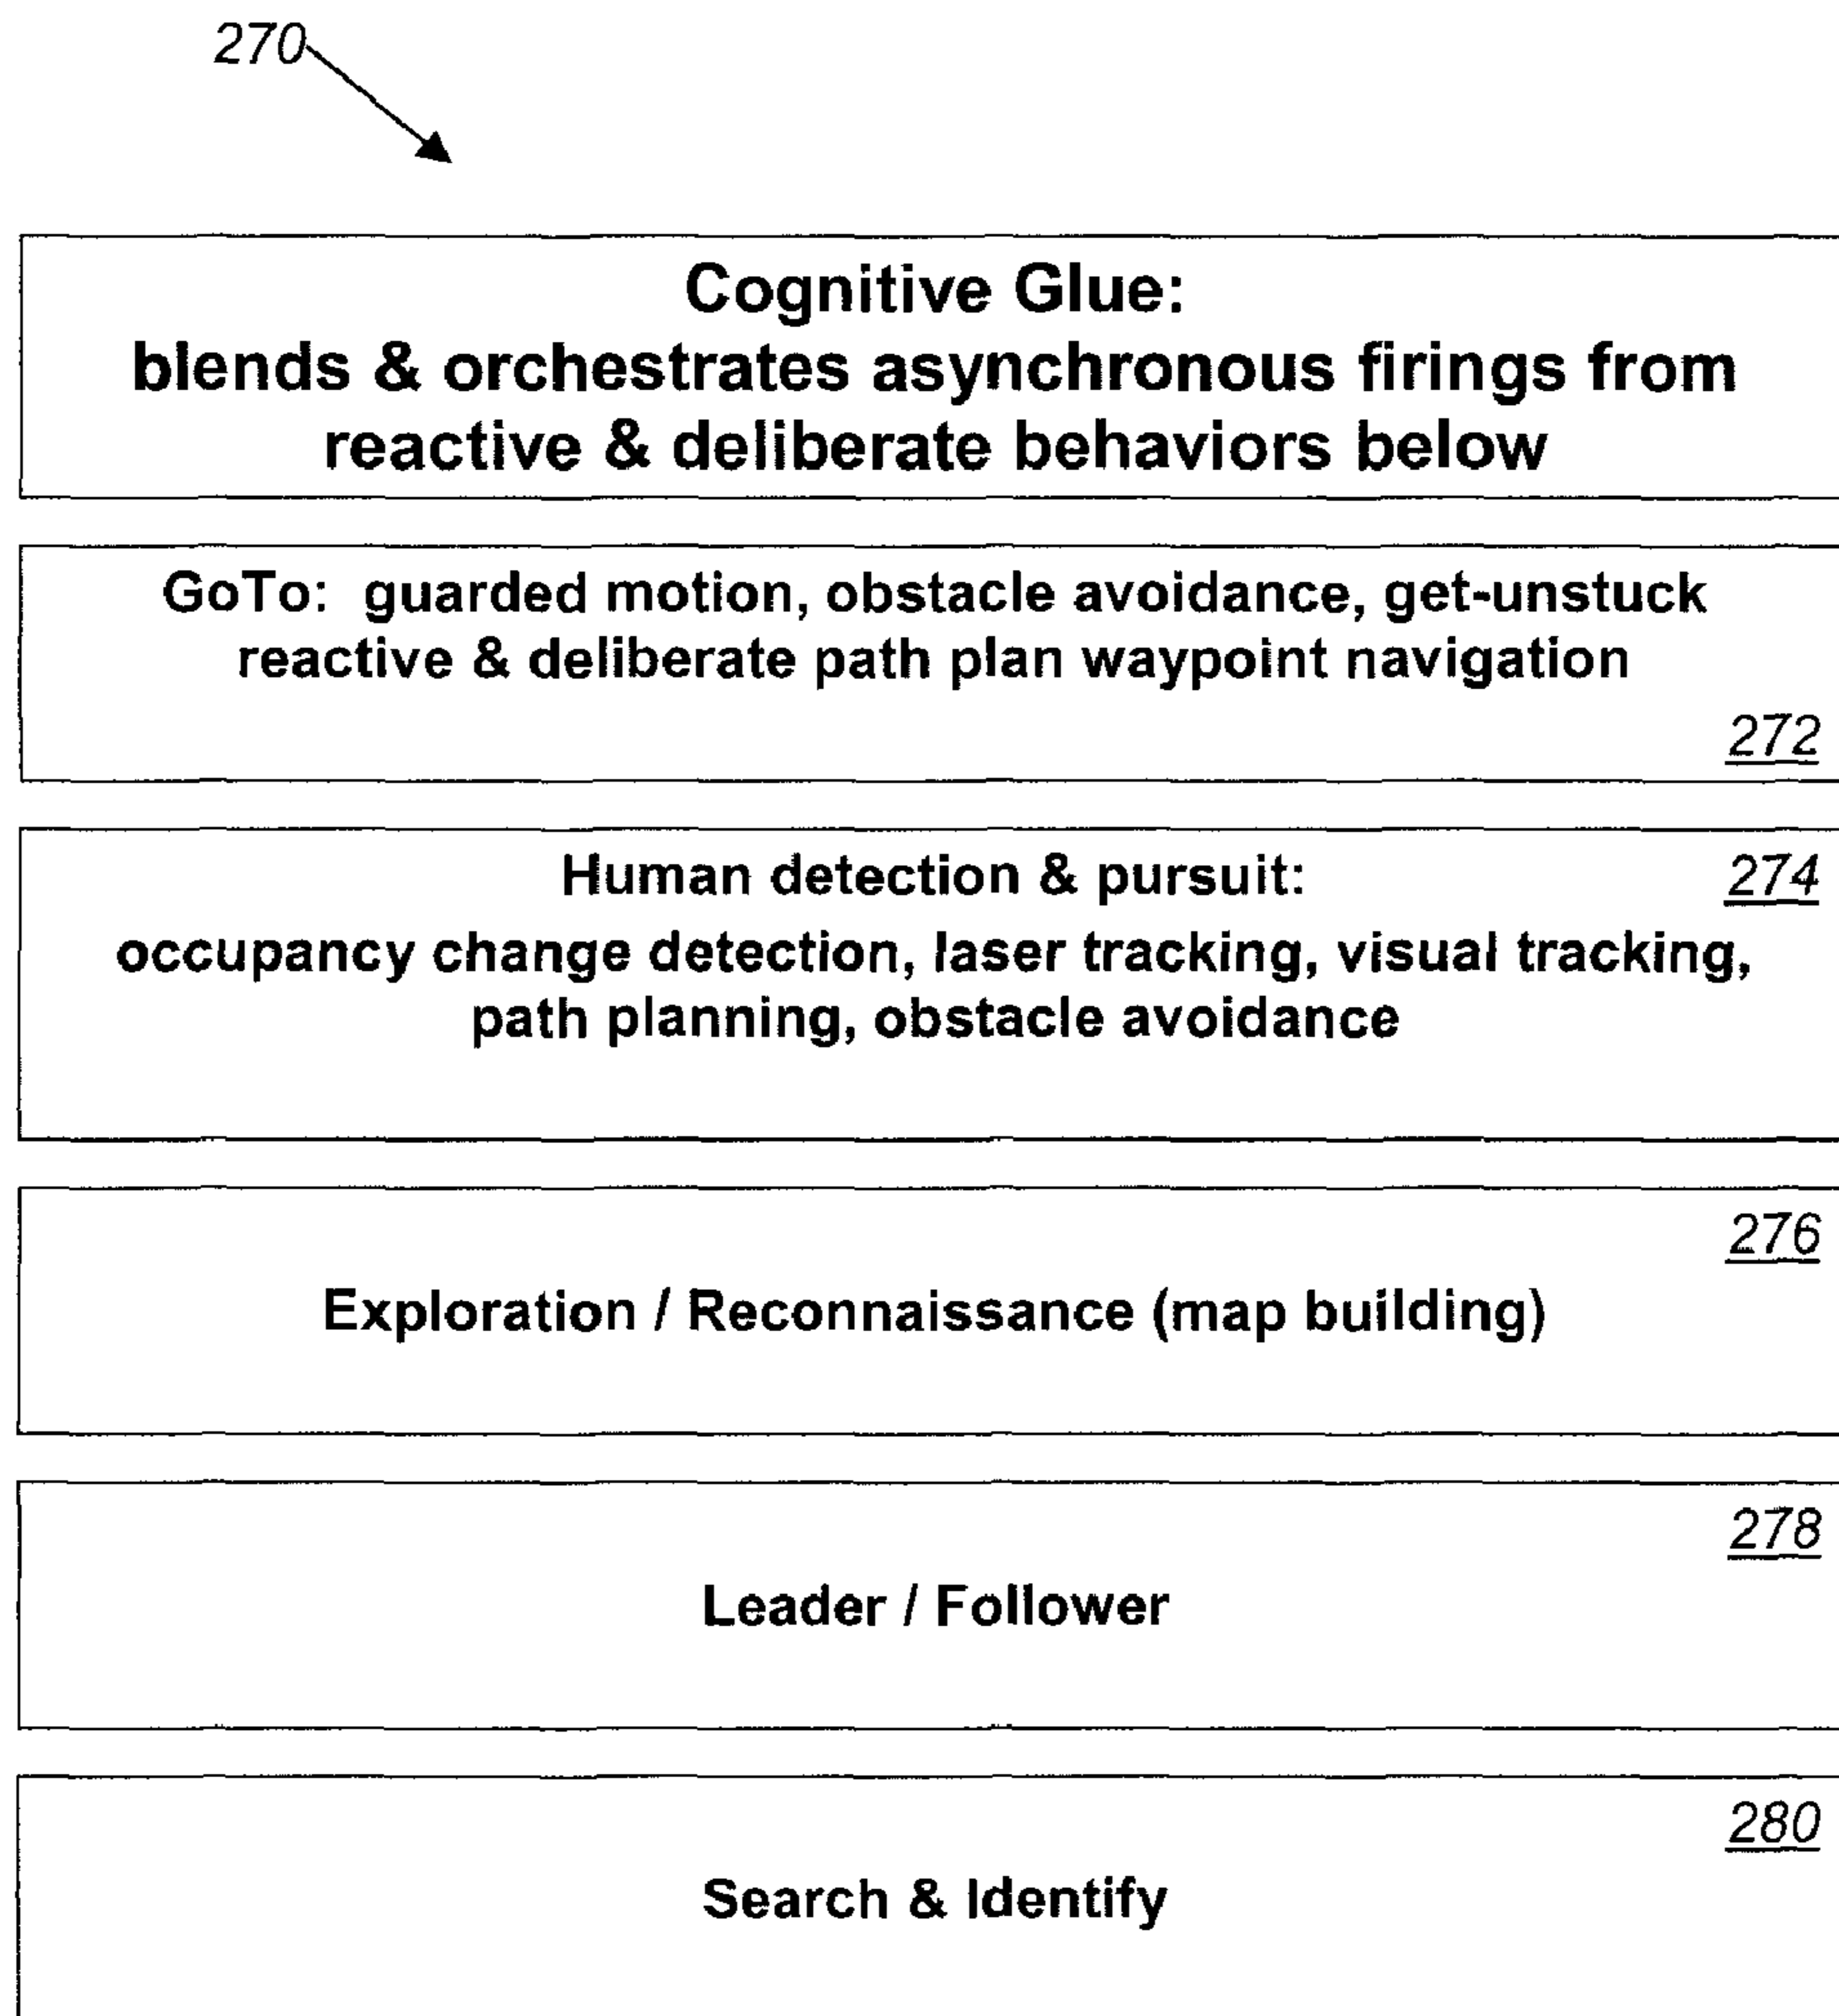 270
Cognitive Glue:
blends & orchestrates asynchronous firings from
reactive & deliberate behaviors below
GoTo: guarded motion, obstacle avoidance, get-unstuck
reactive & deliberate path plan waypoint navigation
272
Human detection & pursuit:
274
occupancy change detection, laser tracking, visual tracking,
path planning, obstacle avoidance
276
Exploration / Reconnaissance (map building)
278
Leader / Follower
280
Search & Identify